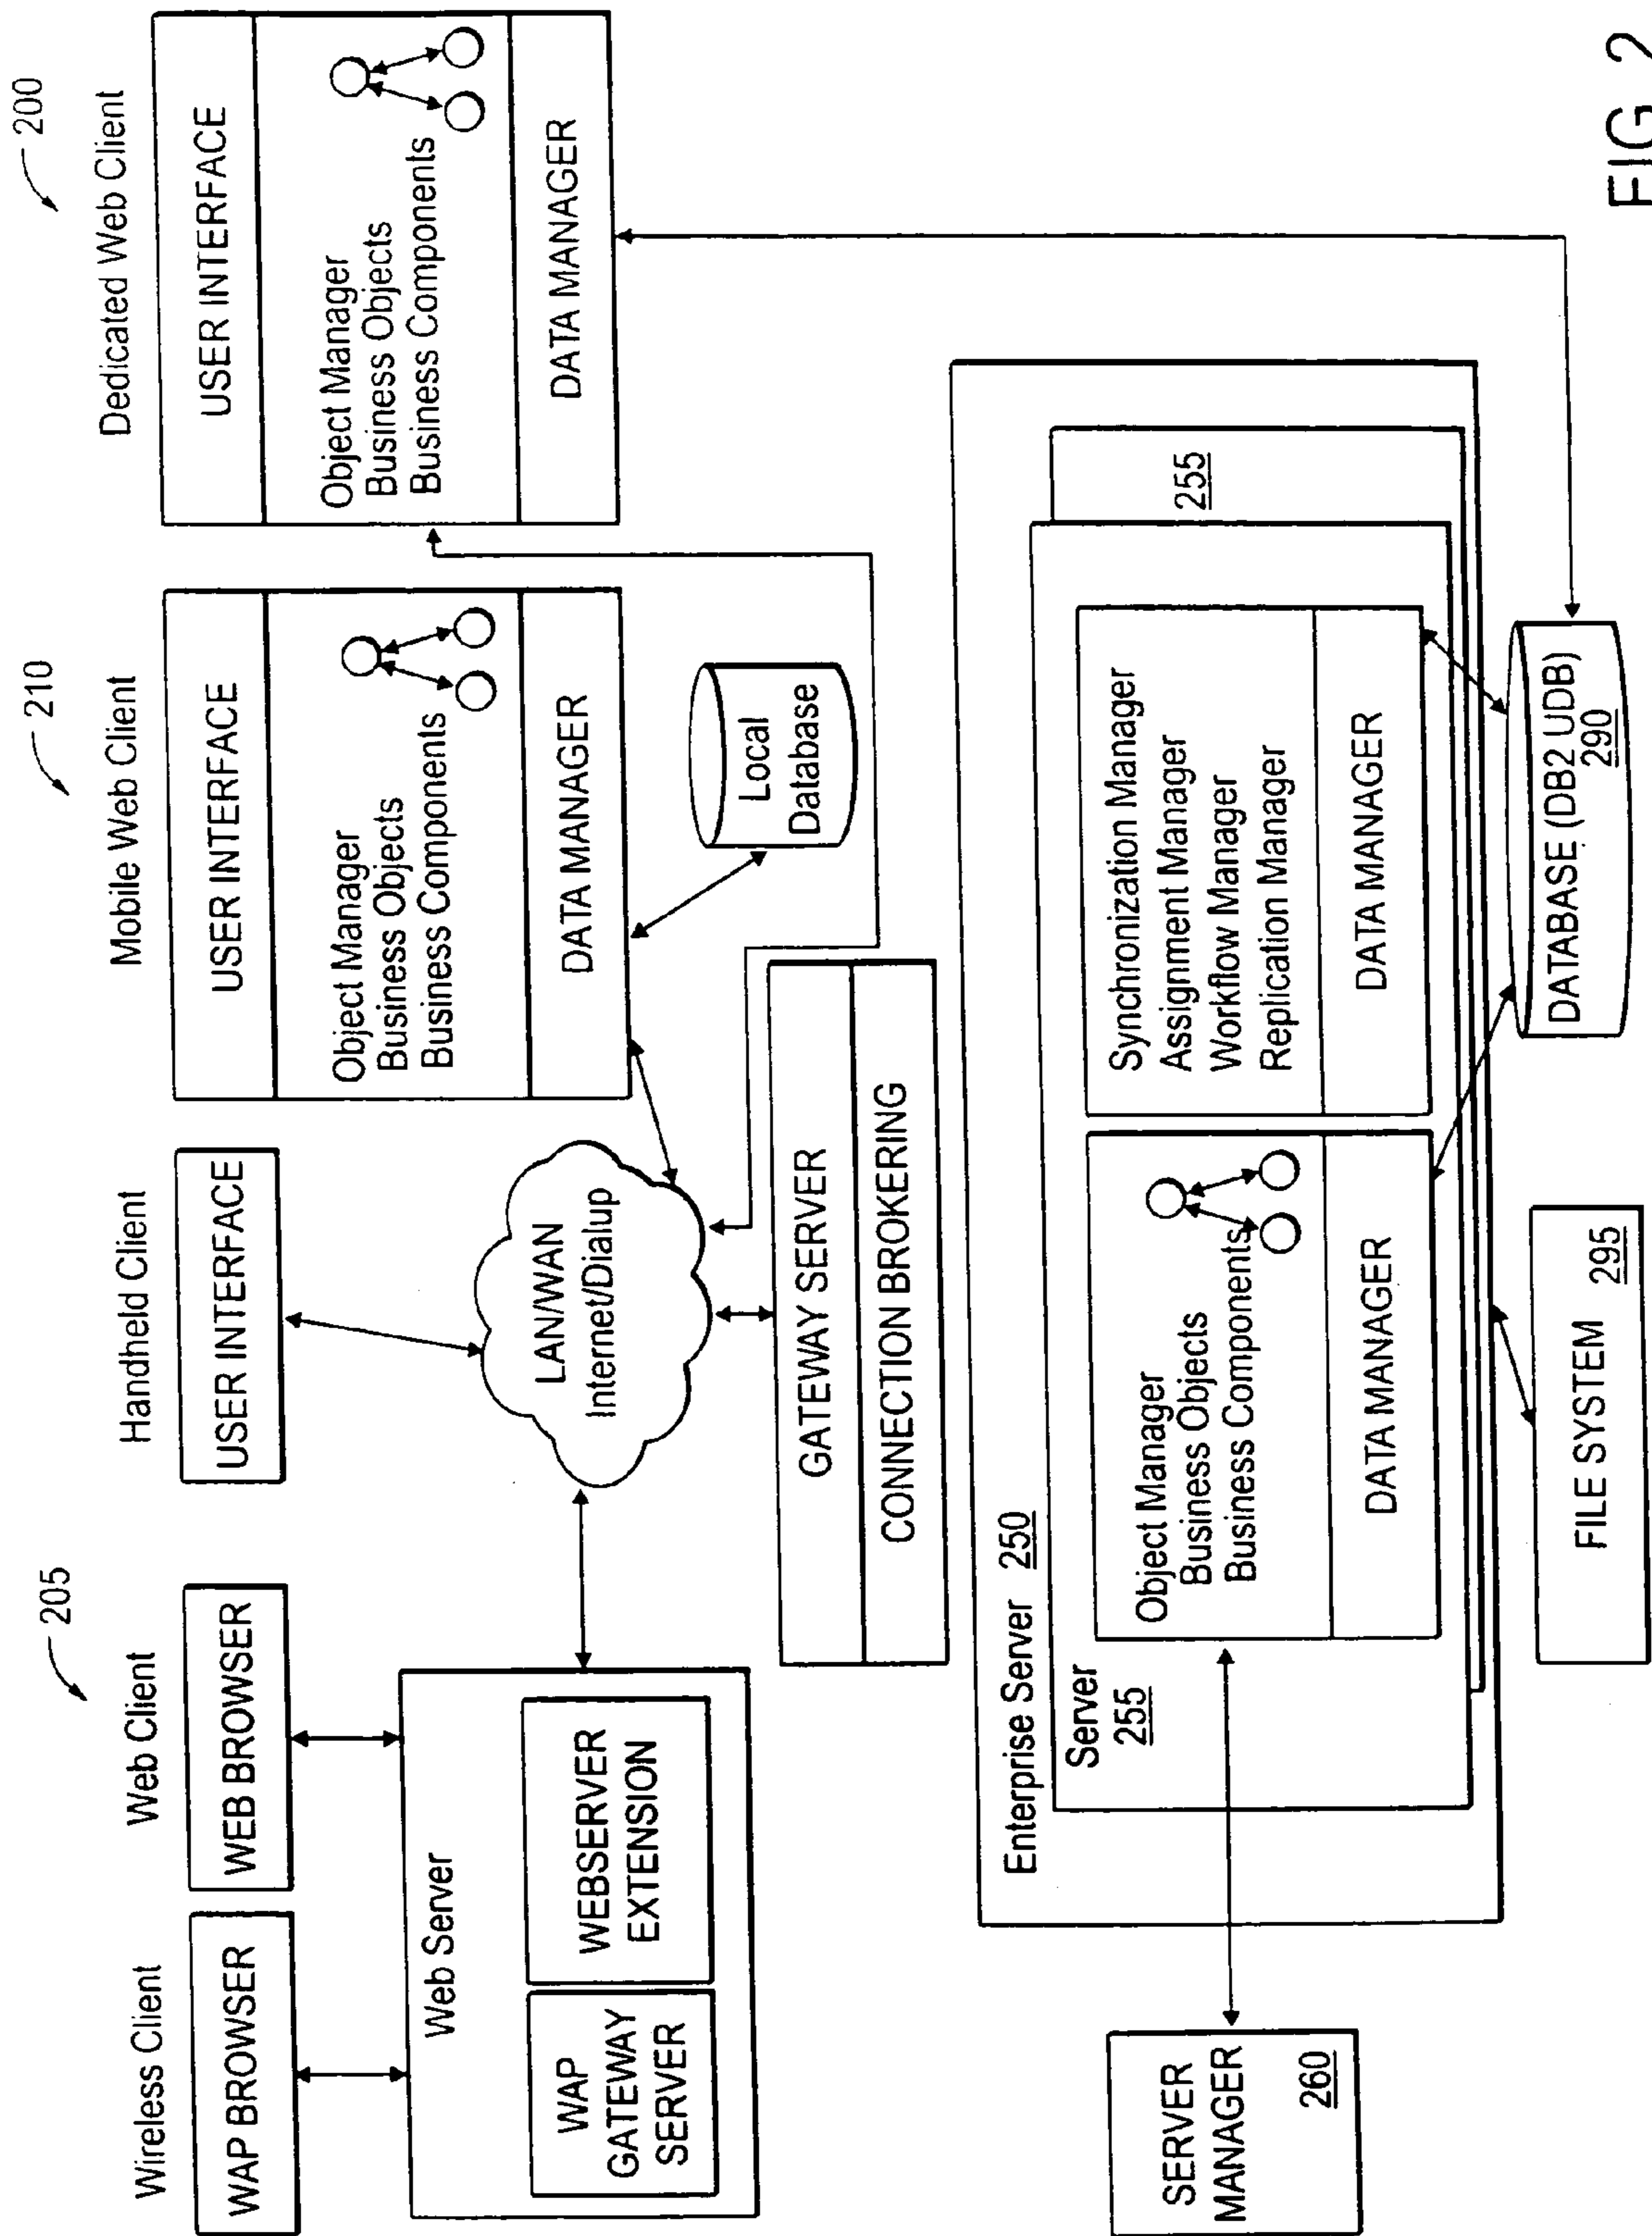 200
210
205
Wireless Client
Web Client
Handheld Client
Mobile Web Client
Dedicated Web Client
WAP BROWSER
WEB BROWSER
USER INTERFACE
USER INTERFACE
Object Manager
Business Objects
Business Components
DATA MANAGER
USER INTERFACE
Object Manager
Business Objects
Business Components
DATA MANAGER
Web Server
WAP
GATEWAY
SERVER
WEBSERVER
EXTENSION
LAN/WAN
Internet/Dialup
Local
Database
GATEWAY SERVER
CONNECTION BROKERING
Enterprise Server 250
Server
255
255
Object Manager
Business Objects
Business Components
DATA MANAGER
Synchronization Manager
Assignment Manager
Workflow Manager
Replication Manager
DATA MANAGER
SERVER
MANAGER
260
FILE SYSTEM 295
DATABASE (DB2 UDB)
290
FIG. 2